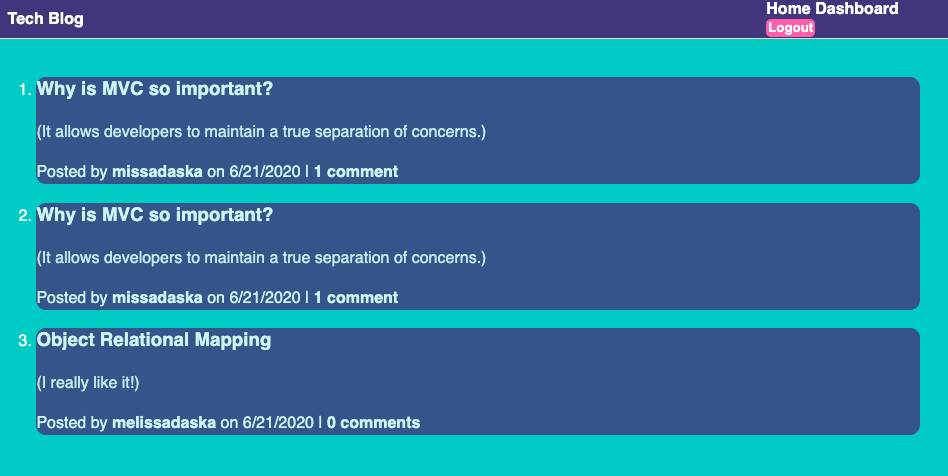 Tech Blog
Home Dashboard
Logout
1. Why is MVC so important?
(It allows developers to maintain a true separation of concerns.)
Posted by missadaska on 6/21/2020 | 1 comment
2. Why is MVC so important?
(It allows developers to maintain a true separation of concerns.)
Posted by missadaska on 6/21/2020 | 1 comment
3. Object Relational Mapping
(I really like it!)
Posted by melissadaska on 6/21/2020 | 0 comments